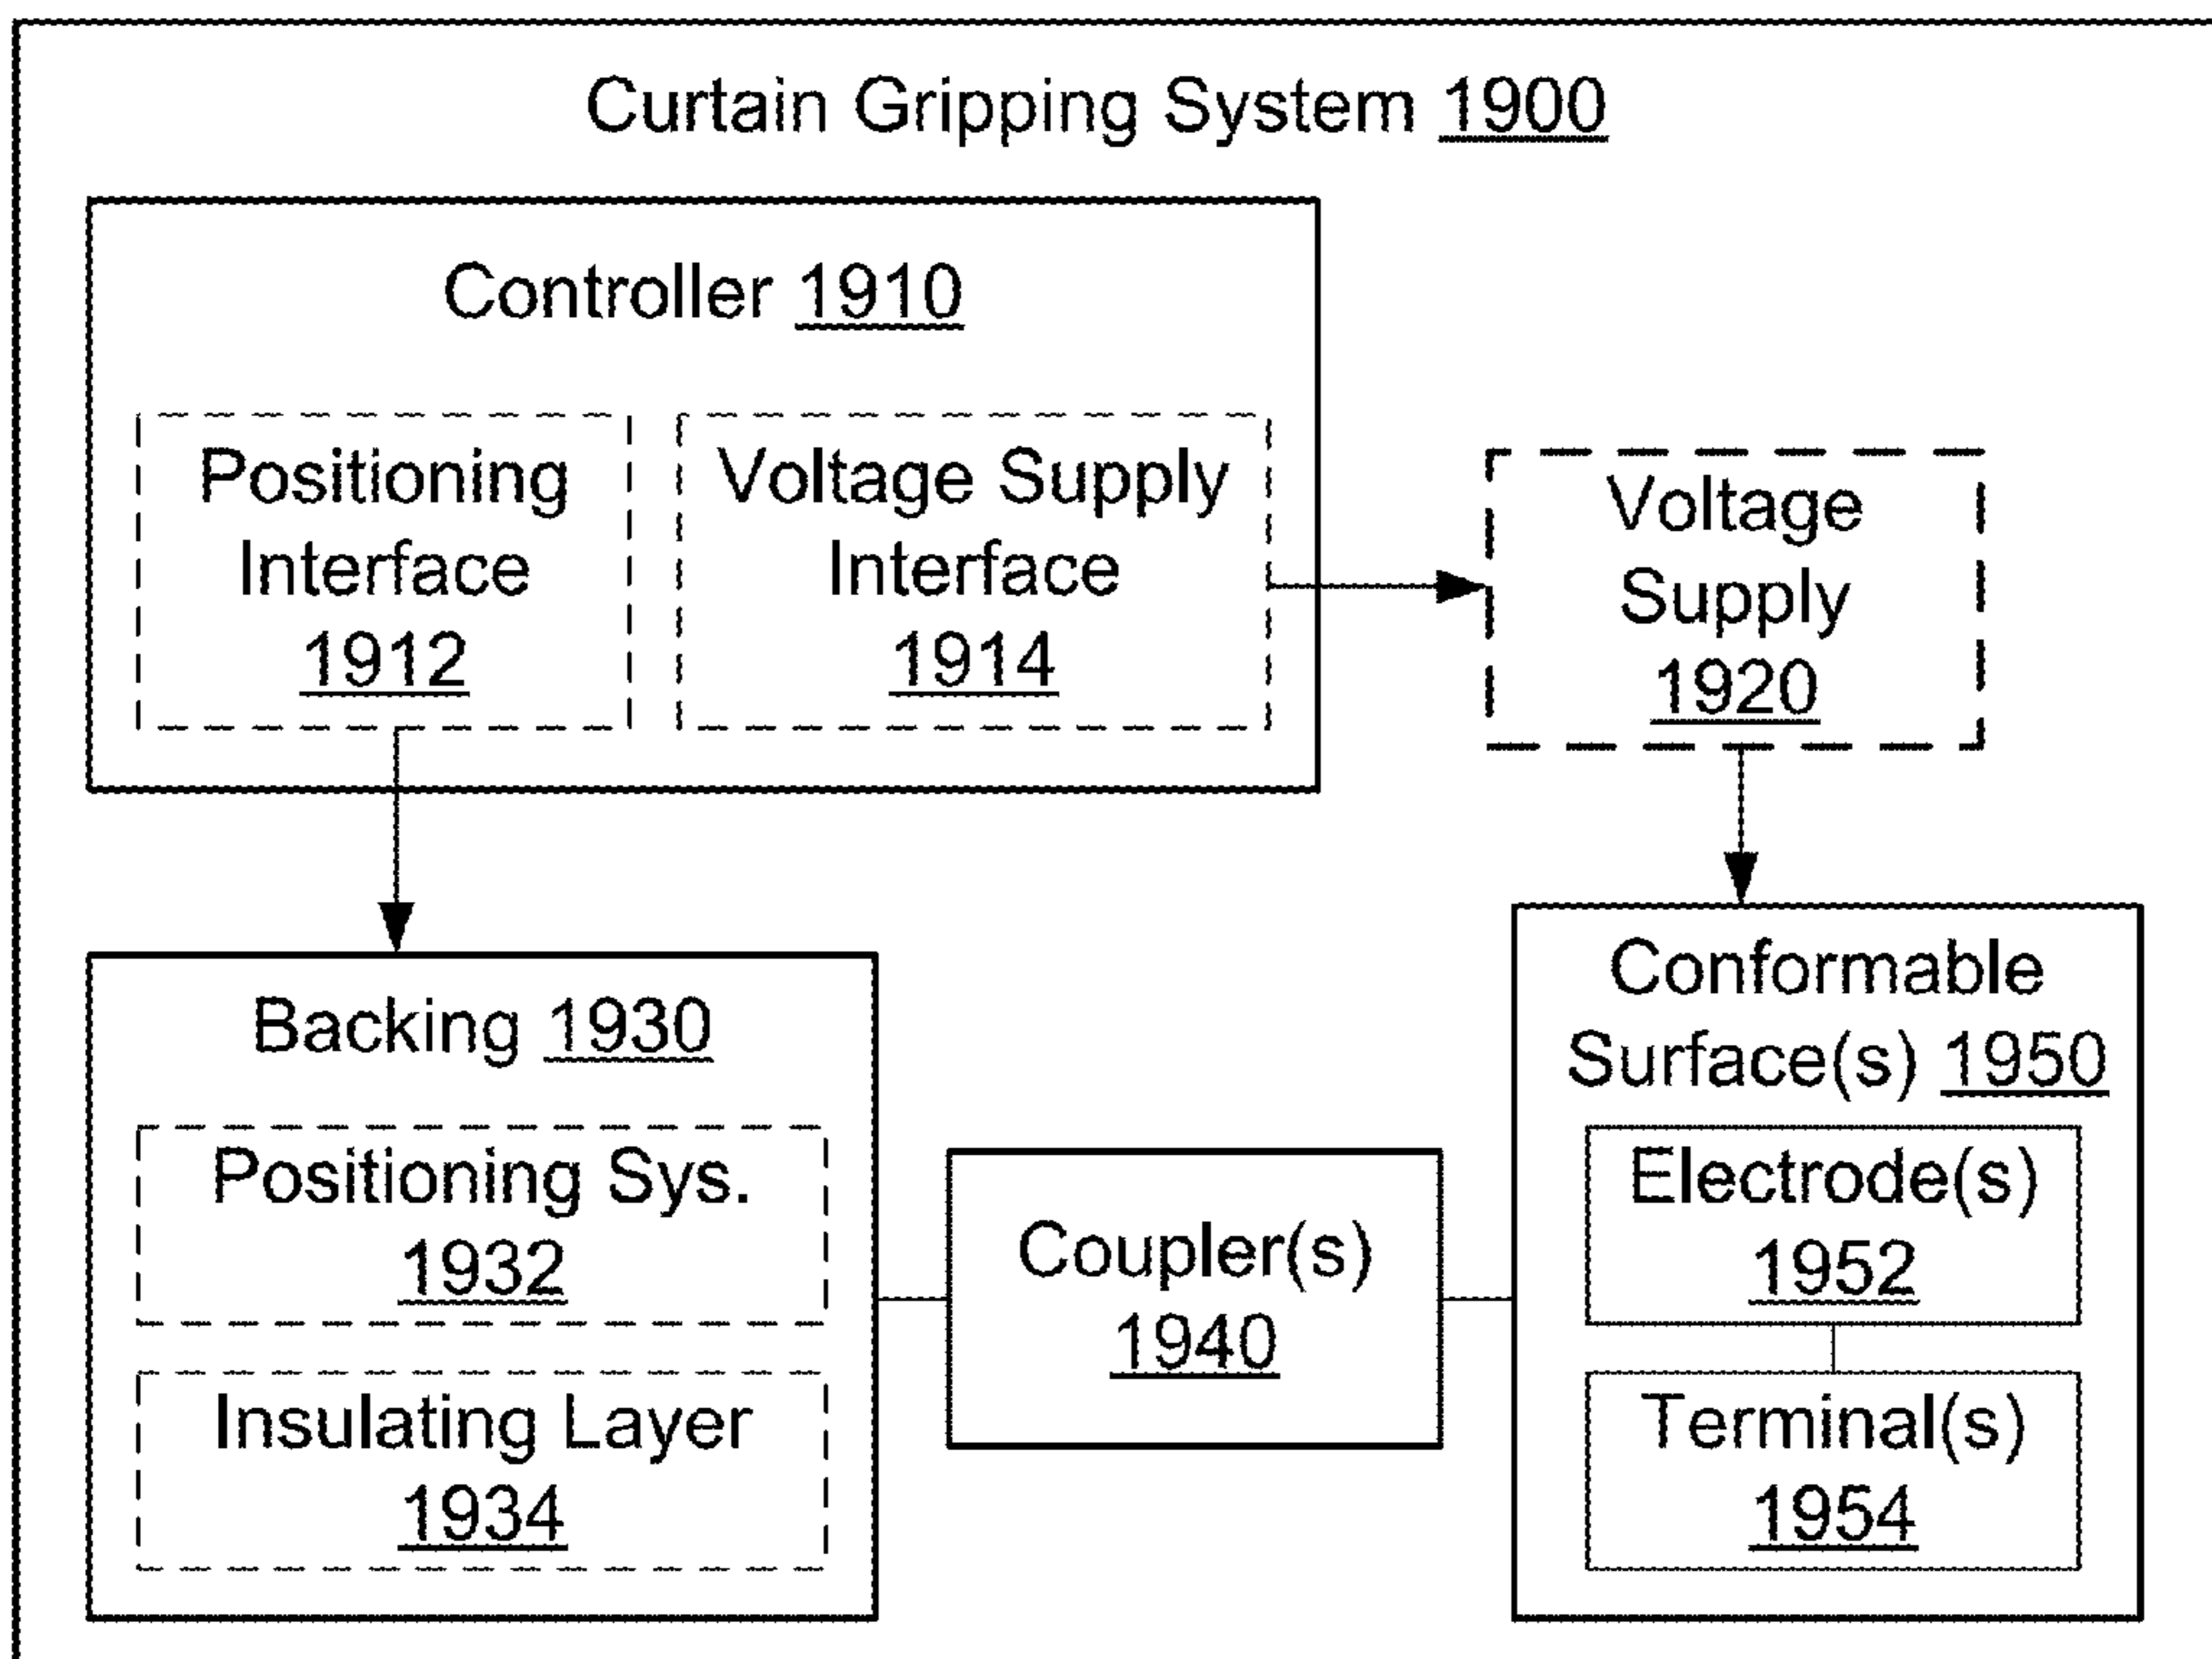 Curtain Gripping System 1900
Controller 1910
Positioning
Interface
1912
Voltage Supply
Interface
1914
Voltage
Supply
1920
Backing 1930
Positioning Sys.
1932
Insulating Layer
1934
Coupler(s)
1940
Conformable
Surface(s) 1950
Electrode(s)
1952
Terminal(s)
1954